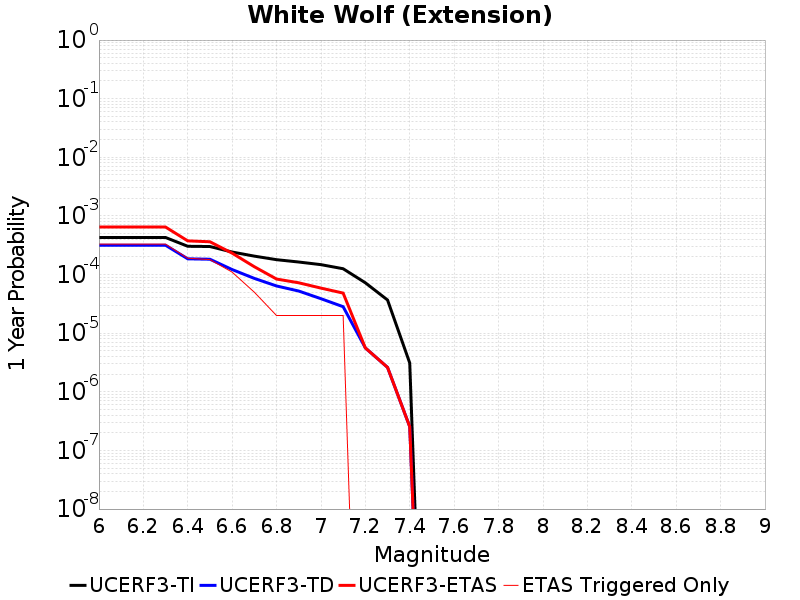 White Wolf (Extension)
1 Year Probability
10^0
10^-1
10^-2
10^-3
10^-4
10^-5
10^-6
10^-7
10^-8
6 6.2 6.4 6.6 6.8 7 7.2 7.4 7.6 7.8 8 8.2 8.4 8.6 8.8 9
Magnitude
UCERF3-TI UCERF3-TD UCERF3-ETAS ETAS Triggered Only